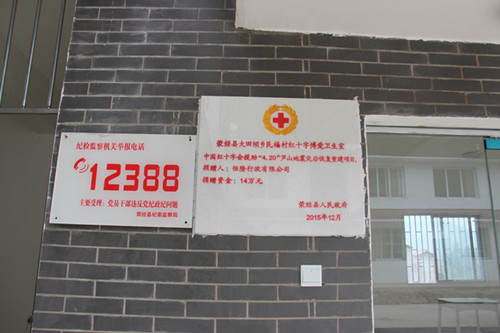 纪检监察机关举报电话
12388
主要受理：党员干部违反党纪政纪问题
荥经县纪委监察局
荥经县大田坝乡民福村红十字博爱卫生室
中国红十字会援助“4.20”芦山地震灾后恢复重建项目。
捐赠人：恒隆行政有限公司
捐赠资金：14万元。
荥经县人民政府
2015年12月